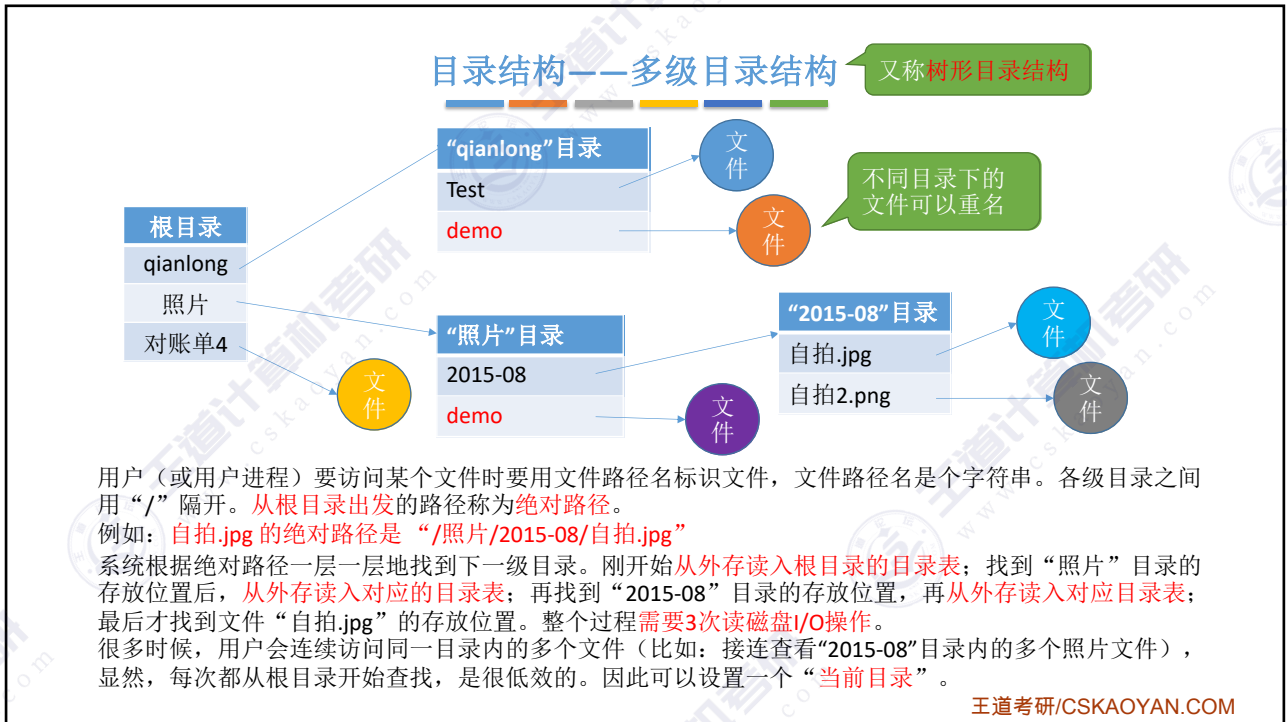 目录结构——多级目录结构
又称树形目录结构
“qianlong”目录
Test
demo
文件
文件
不同目录下的
文件可以重名
根目录
qianlong
照片
对账单4
文件
“照片”目录
2015-08
demo
文件
“2015-08”目录
自拍.jpg
自拍2.png
文件
文件
用户（或用户进程）要访问某个文件时要用文件路径名标识文件，文件路径名是个字符串。各级目录之间
用“/”隔开。从根目录出发的路径称为绝对路径。
例如：自拍.jpg 的绝对路径是 “/照片/2015-08/自拍.jpg”
系统根据绝对路径一层一层地找到下一级目录。刚开始从外存读入根目录的目录表；找到“照片”目录的
存放位置后，从外存读入对应的目录表；再找到“2015-08”目录的存放位置，再从外存读入对应目录表；
最后才找到文件“自拍.jpg”的存放位置。整个过程需要3次读磁盘I/O操作。
很多时候，用户会连续访问同一目录内的多个文件（比如：接连查看“2015-08”目录内的多个照片文件），
显然，每次都从根目录开始查找，是很低效的。因此可以设置一个“当前目录”。
王道考研/CSKAOYAN.COM
王道计算机考研
www.cskaoyan.com